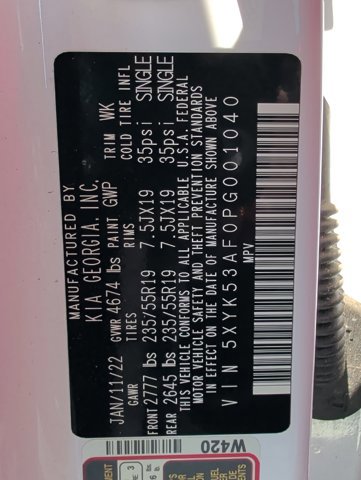 MANUFACTURED BY
KIA GEORGIA, INC.
JAN/11/22 GVWR 4674 lbs PAINT GWP TRIM WK
GAWR TIRES RIMS COLD TIRE INFL
FRONT 2777 lbs 235/55R19 7.5JX19 35psi SINGLE
REAR 2645 lbs 235/55R19 7.5JX19 35psi SINGLE
THIS VEHICLE CONFORMS TO ALL APPLICABLE U.S.A. FEDERAL
MOTOR VEHICLE SAFETY AND THEFT PREVENTION STANDARDS
IN EFFECT ON THE DATE OF MANUFACTURE SHOWN ABOVE
VIN 5XYK53AF0PG001040
MPV
W420